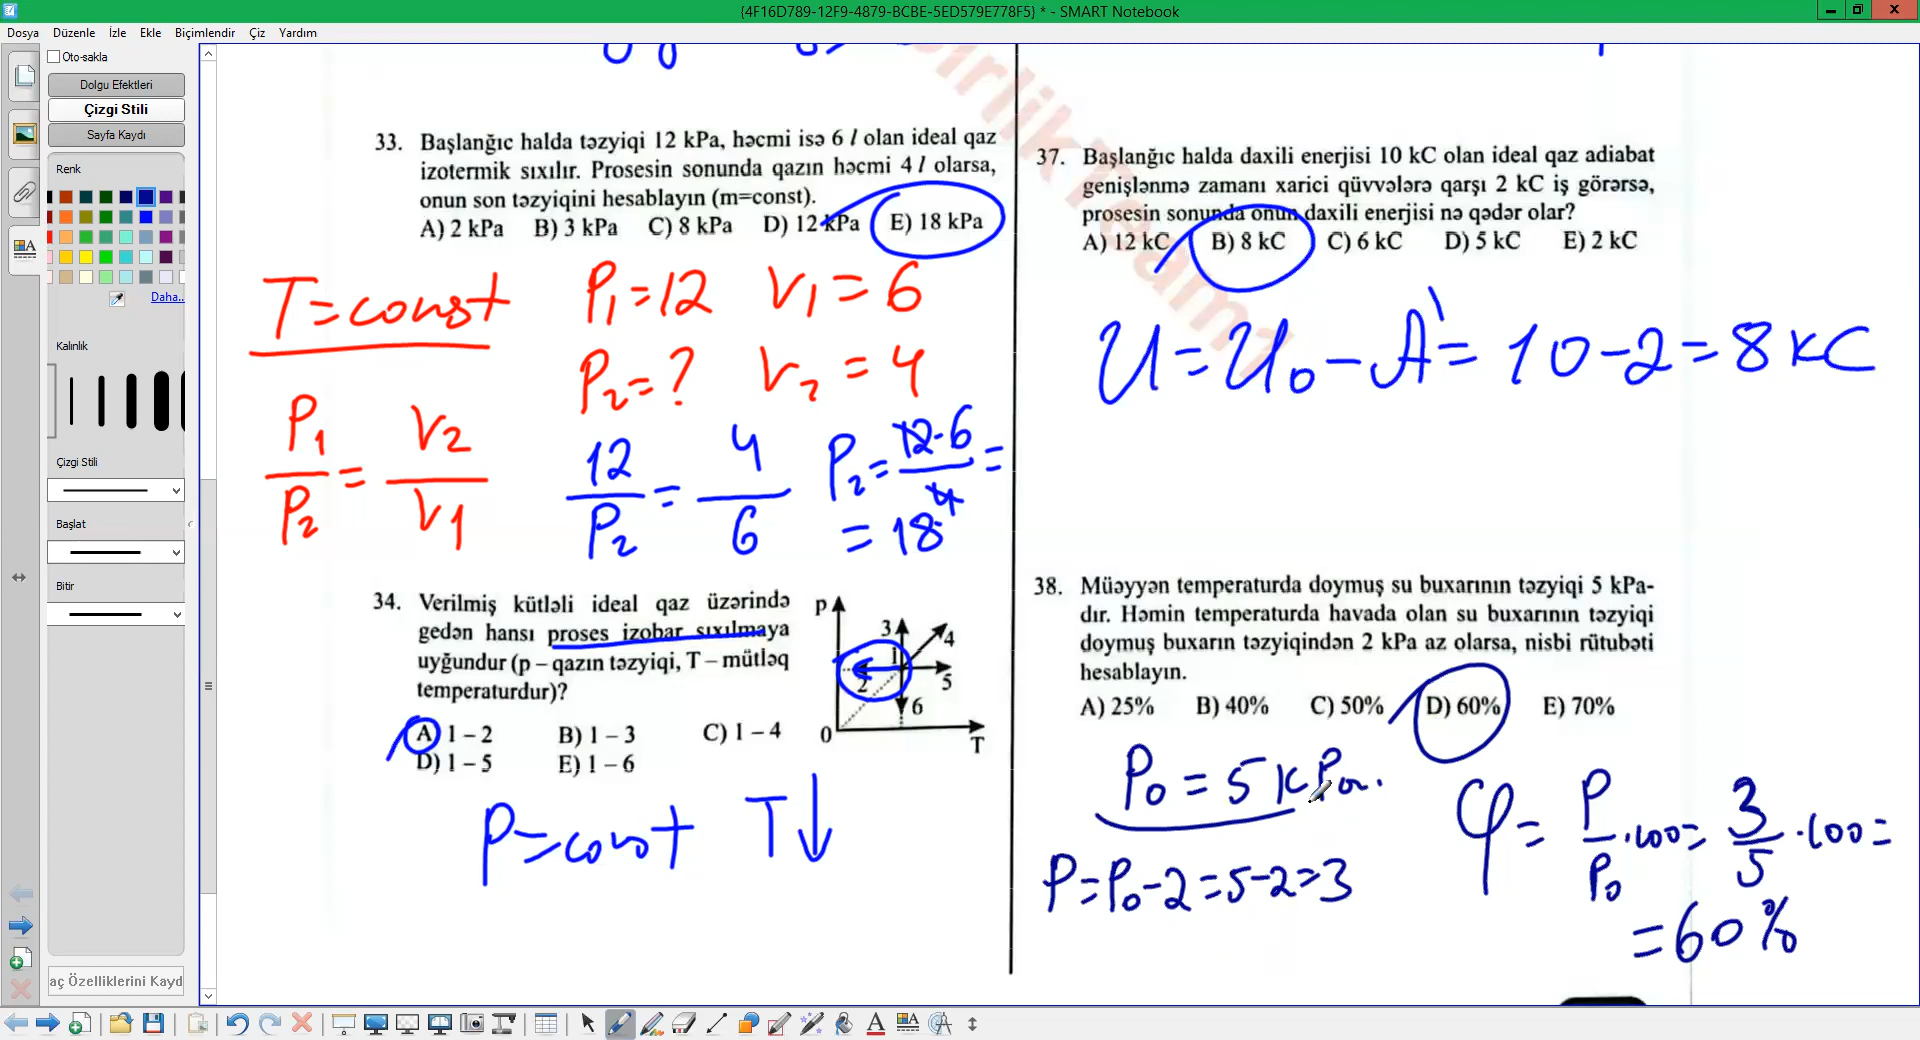 {4F16D789-12F9-4879-BCBE-5ED579E778F5} * - SMART Notebook
Dosya Düzenle İzle Ekle Biçimlendir Çiz Yardım
Oto-sakla
Dolgu Efektleri
Çizgi Stili
Sayfa Kaydı
Renk
Daha..
Kalınlık
Çizgi Stili
Başlat
Bitir
aç Özelliklerini Kayd
33. Başlanğıc halda təzyiqi 12 kPa, həcmi isə 6 l olan ideal qaz
izotermik sıxılır. Prosesin sonunda qazın həcmi 4 l olarsa,
onun son təzyiqini hesablayın (m=const).
A) 2 kPa B) 3 kPa C) 8 kPa D) 12 kPa E) 18 kPa
T=const P1=12 V1=6
P2=? V2=4
P1/P2 = V2/V1 12/P2 = 4/6 P2 = 12·6/4 =
= 18
34. Verilmiş kütləli ideal qaz üzərində
gedən hansı proses izobar sıxılmaya
uyğundur (p – qazın təzyiqi, T – mütləq
temperaturdur)?
A) 1 – 2 B) 1 – 3 C) 1 – 4
D) 1 – 5 E) 1 – 6
p 3 4 1 2 5 6 0 T
P=const T↓
birlikTeam1
37. Başlanğıc halda daxili enerjisi 10 kC olan ideal qaz adiabat
genişlənmə zamanı xarici qüvvələrə qarşı 2 kC iş görərsə,
prosesin sonunda onun daxili enerjisi nə qədər olar?
A) 12 kC B) 8 kC C) 6 kC D) 5 kC E) 2 kC
U=U0-A'=10-2=8 kC
38. Müəyyən temperaturda doymuş su buxarının təzyiqi 5 kPa-
dır. Həmin temperaturda havada olan su buxarının təzyiqi
doymuş buxarın təzyiqindən 2 kPa az olarsa, nisbi rütubəti
hesablayın.
A) 25% B) 40% C) 50% D) 60% E) 70%
P0=5 kPa.
P=P0-2=5-2=3
φ= P/P0 ·100= 3/5 ·100=
=60%